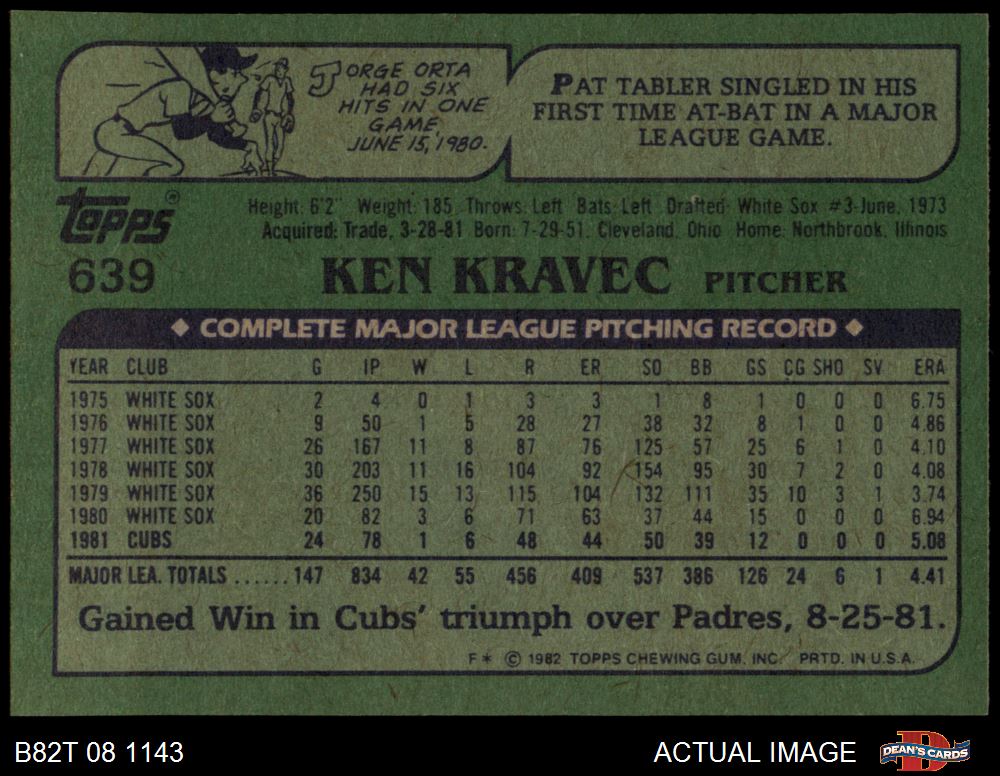 JORGE ORTA
HAD SIX
HITS IN ONE
GAME,
JUNE 15, 1980.
PAT TABLER SINGLED IN HIS
FIRST TIME AT-BAT IN A MAJOR
LEAGUE GAME.
TOPPS®
Height: 6'2" Weight: 185 Throws: Left Bats: Left Drafted: White Sox #3-June, 1973
Acquired: Trade, 3-28-81 Born: 7-29-51, Cleveland, Ohio Home: Northbrook, Illinois
639 KEN KRAVEC PITCHER
◆ COMPLETE MAJOR LEAGUE PITCHING RECORD ◆
YEAR CLUB G IP W L R ER SO BB GS CG SHO SV ERA
1975 WHITE SOX 2 4 0 1 3 3 1 8 1 0 0 0 6.75
1976 WHITE SOX 9 50 1 5 28 27 38 32 8 1 0 0 4.86
1977 WHITE SOX 26 167 11 8 87 76 125 57 25 6 1 0 4.10
1978 WHITE SOX 30 203 11 16 104 92 154 95 30 7 2 0 4.08
1979 WHITE SOX 36 250 15 13 115 104 132 111 35 10 3 1 3.74
1980 WHITE SOX 20 82 3 6 71 63 37 44 15 0 0 0 6.94
1981 CUBS 24 78 1 6 48 44 50 39 12 0 0 0 5.08
MAJOR LEA. TOTALS ......147 834 42 55 456 409 537 386 126 24 6 1 4.41
Gained Win in Cubs' triumph over Padres, 8-25-81.
F* © 1982 TOPPS CHEWING GUM, INC. PRTD. IN U.S.A.
B82T 08 1143 ACTUAL IMAGE DEAN'S CARDS